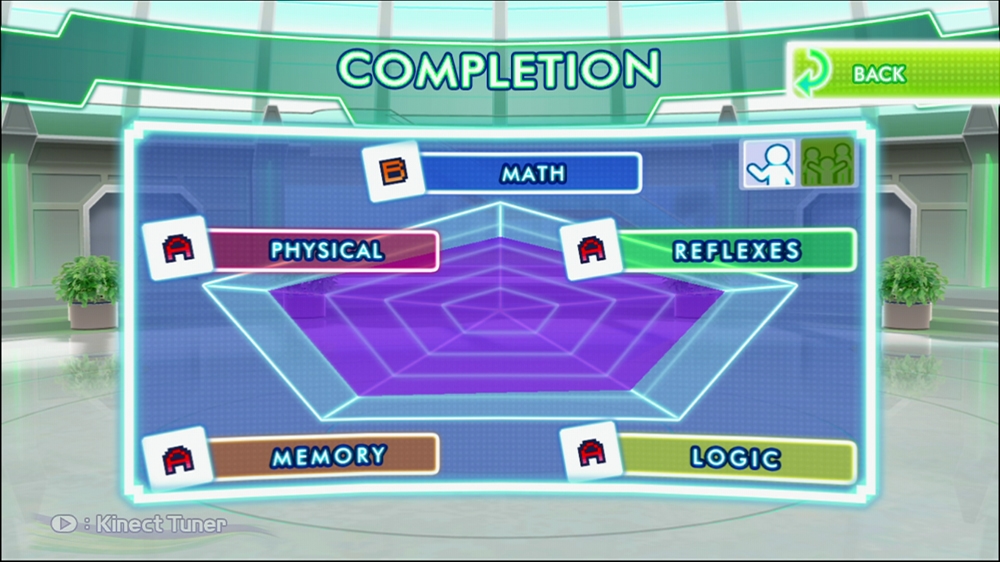 COMPLETION
BACK
B MATH
A PHYSICAL
A REFLEXES
A MEMORY
A LOGIC
: Kinect Tuner